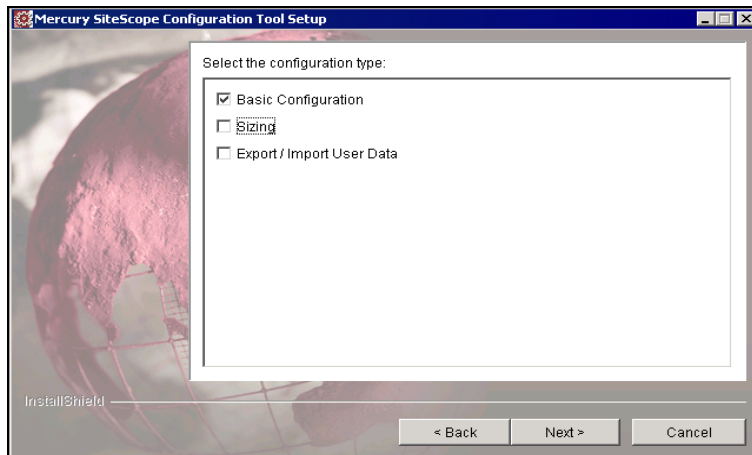 Mercury SiteScope Configuration Tool Setup
Select the configuration type:
Basic Configuration
Sizing
Export / Import User Data
InstallShield
< Back Next > Cancel